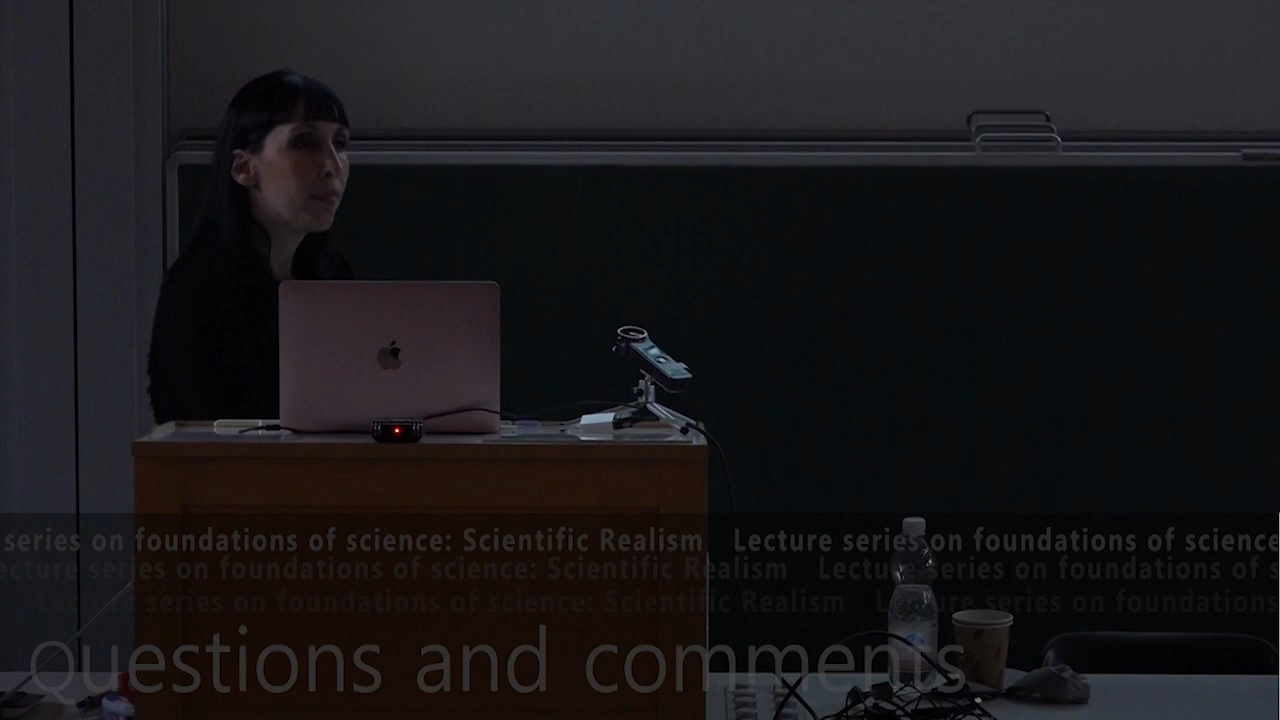 series on foundations of science: Scientific Realism Lecture series on foundations of science
ecture series on foundations of science: Scientific Realism Lecture series on foundations of s
Lecture series on foundations of science: Scientific Realism Lecture series on foundations
questions and comments